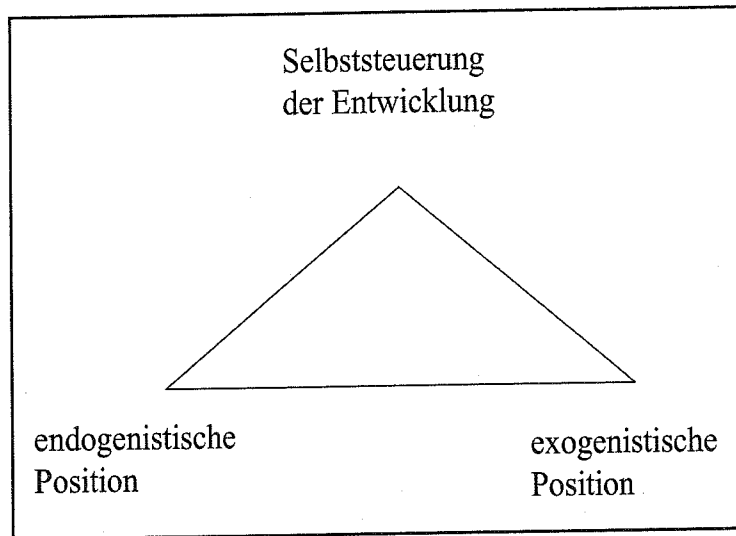 Selbststeuerung
der Entwicklung
endogenistische
Position
exogenistische
Position